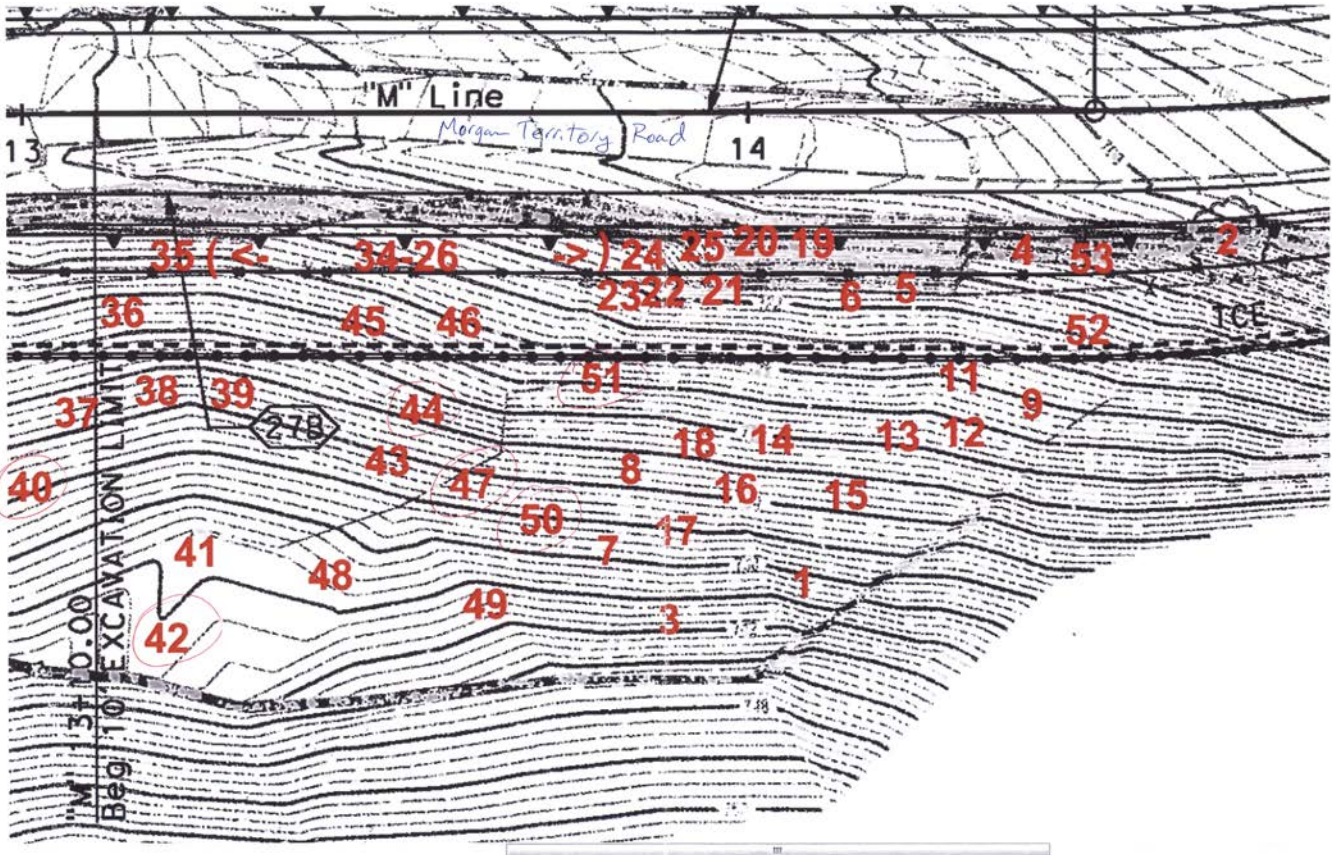 "M" Line
Morgan Territory Road
13
14
35 ( <- 34-26 -> ) 24 25 20 19 4 53 2
23 22 21 6 5
36 45 46 52 TCE
51 11
37 38 39 44 9
27B
18 14 13 12
40 43 47 8 16 15
50 17
41 48 7 1
49 3
42
"M" 13+10.00
Beg 10' EXCAVATION LIMIT
738